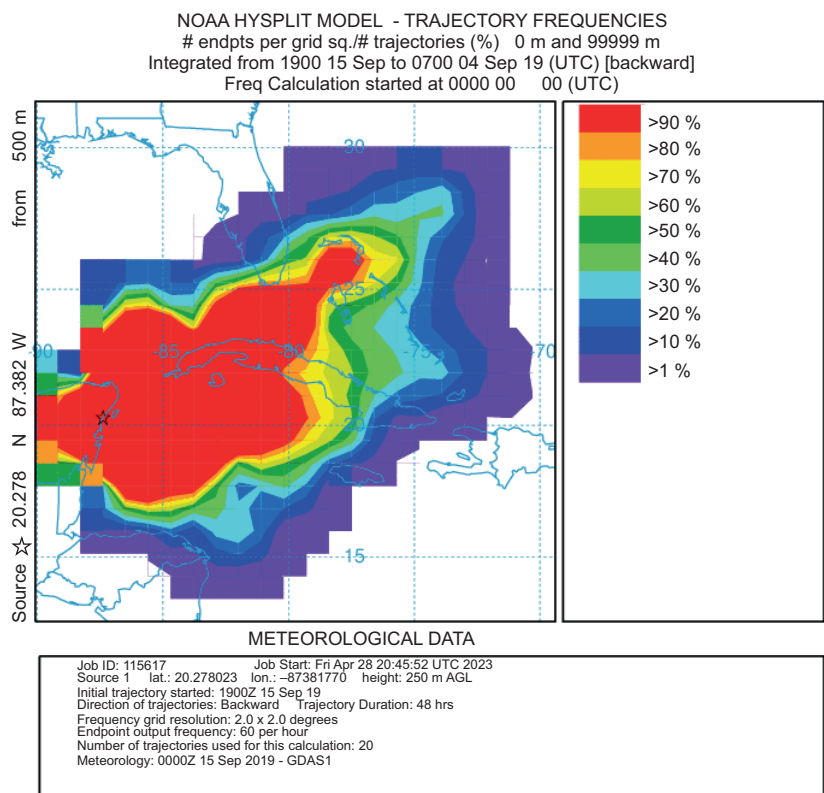 NOAA HYSPLIT MODEL - TRAJECTORY FREQUENCIES
# endpts per grid sq./# trajectories (%) 0 m and 99999 m
Integrated from 1900 15 Sep to 0700 04 Sep 19 (UTC) [backward]
Freq Calculation started at 0000 00 00 (UTC)
Source ☆ 20.278 N 87.382 W from 500 m
30
25
-90
-85
-80
-75
-70
20
15
>90 %
>80 %
>70 %
>60 %
>50 %
>40 %
>30 %
>20 %
>10 %
>1 %
METEOROLOGICAL DATA
Job ID: 115617 Job Start: Fri Apr 28 20:45:52 UTC 2023
Source 1 lat.: 20.278023 lon.: –87381770 height: 250 m AGL
Initial trajectory started: 1900Z 15 Sep 19
Direction of trajectories: Backward Trajectory Duration: 48 hrs
Frequency grid resolution: 2.0 x 2.0 degrees
Endpoint output frequency: 60 per hour
Number of trajectories used for this calculation: 20
Meteorology: 0000Z 15 Sep 2019 - GDAS1